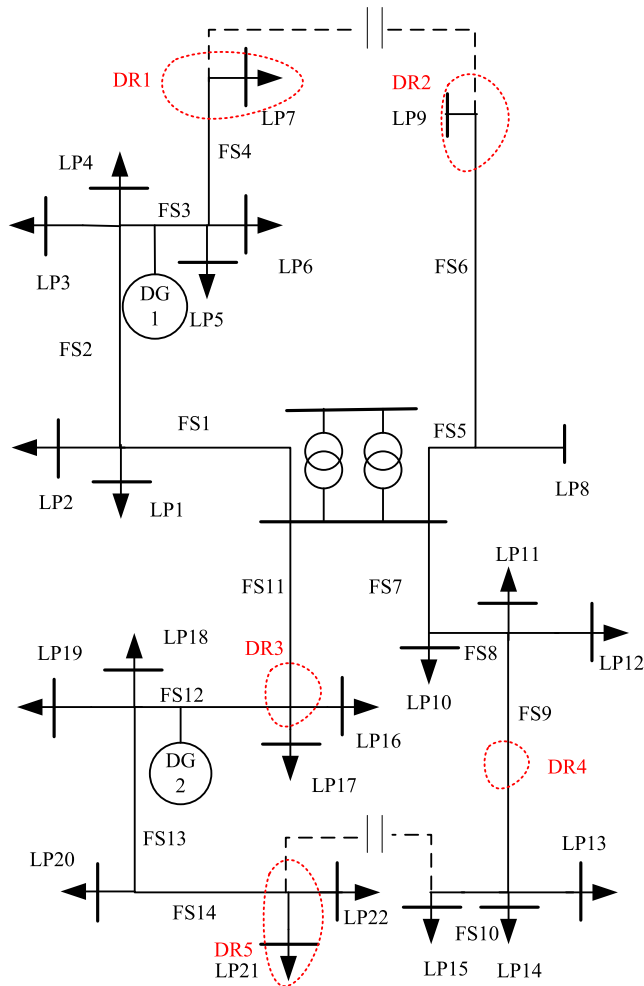 DR1
DR2
LP7
LP9
LP4
FS4
FS3
LP3
DG
1
LP5
LP6
FS6
FS2
FS1
FS5
LP2
LP1
LP8
LP11
FS11
FS7
LP18
DR3
FS8
LP12
LP19
FS12
LP10
LP16
FS9
DG
2
LP17
DR4
FS13
LP20
LP13
FS14
LP22
DR5
FS10
LP21
LP15
LP14